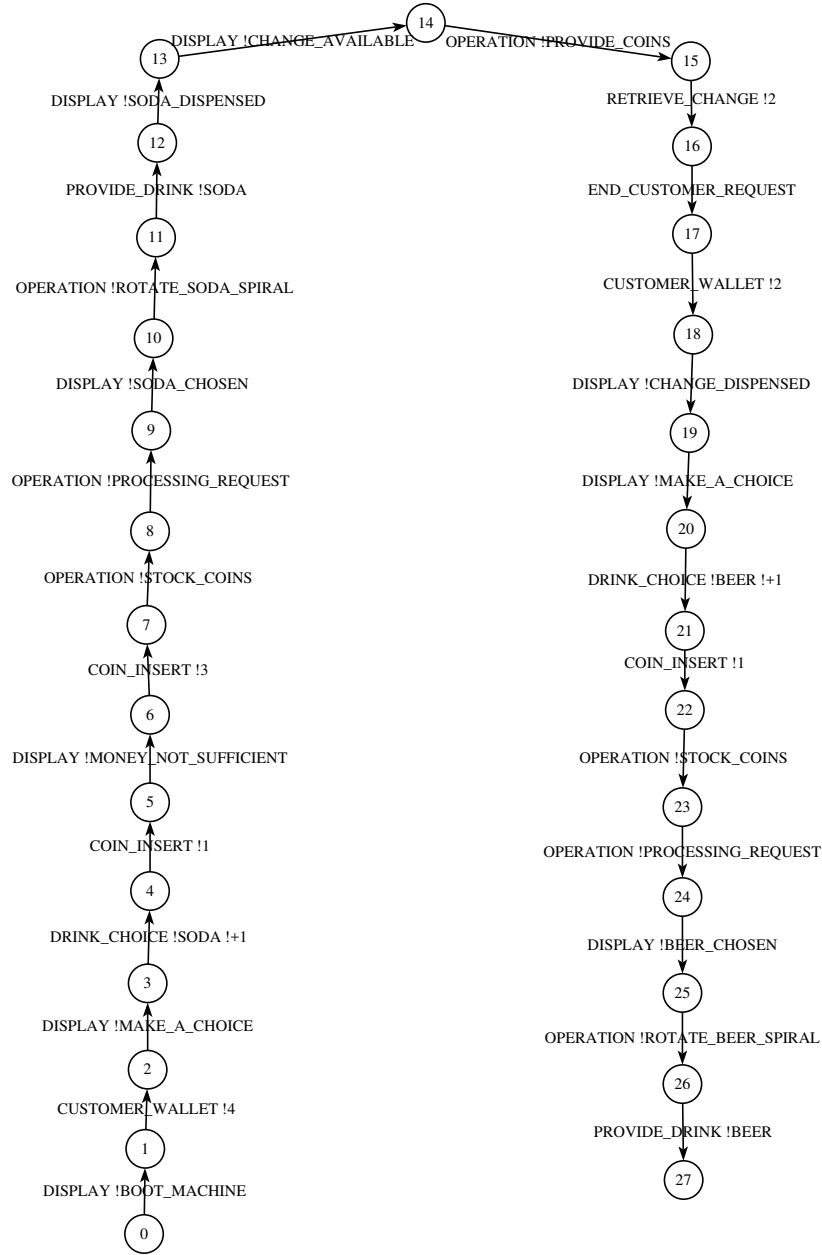 14
DISPLAY !CHANGE_AVAILABLE
OPERATION !PROVIDE_COINS
13
15
DISPLAY !SODA_DISPENSED
RETRIEVE_CHANGE !2
12
16
PROVIDE_DRINK !SODA
END_CUSTOMER_REQUEST
11
17
OPERATION !ROTATE_SODA_SPIRAL
CUSTOMER_WALLET !2
10
18
DISPLAY !SODA_CHOSEN
DISPLAY !CHANGE_DISPENSED
9
19
OPERATION !PROCESSING_REQUEST
DISPLAY !MAKE_A_CHOICE
8
20
OPERATION !STOCK_COINS
DRINK_CHOICE !BEER !+1
7
21
COIN_INSERT !3
COIN_INSERT !1
6
22
DISPLAY !MONEY_NOT_SUFFICIENT
OPERATION !STOCK_COINS
5
23
COIN_INSERT !1
OPERATION !PROCESSING_REQUEST
4
24
DRINK_CHOICE !SODA !+1
DISPLAY !BEER_CHOSEN
3
25
DISPLAY !MAKE_A_CHOICE
OPERATION !ROTATE_BEER_SPIRAL
2
26
CUSTOMER_WALLET !4
PROVIDE_DRINK !BEER
1
27
DISPLAY !BOOT_MACHINE
0